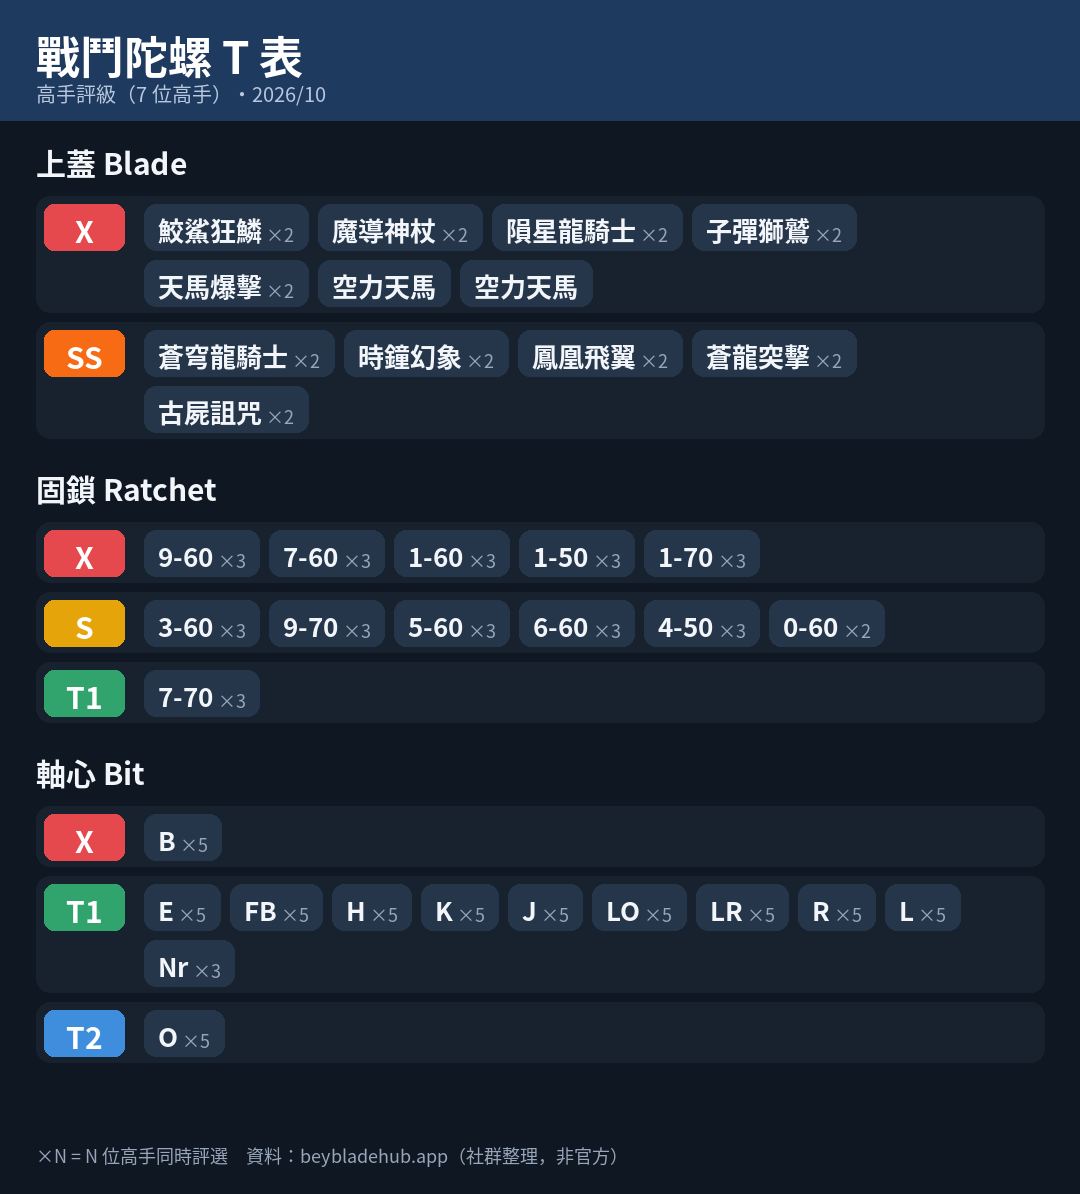 戰鬥陀螺 T 表
高手評級（7 位高手）・2026/10
上蓋 Blade
X 鮫鯊狂鱗 ×2 魔導神杖 ×2 隕星龍騎士 ×2 子彈獅鷲 ×2
天馬爆擊 ×2 空力天馬 空力天馬
SS 蒼穹龍騎士 ×2 時鐘幻象 ×2 鳳凰飛翼 ×2 蒼龍突擊 ×2
古屍詛咒 ×2
固鎖 Ratchet
X 9-60 ×3 7-60 ×3 1-60 ×3 1-50 ×3 1-70 ×3
S 3-60 ×3 9-70 ×3 5-60 ×3 6-60 ×3 4-50 ×3 0-60 ×2
T1 7-70 ×3
軸心 Bit
X B ×5
T1 E ×5 FB ×5 H ×5 K ×5 J ×5 LO ×5 LR ×5 R ×5 L ×5
Nr ×3
T2 O ×5
×N = N 位高手同時評選　資料：beybladehub.app（社群整理，非官方）